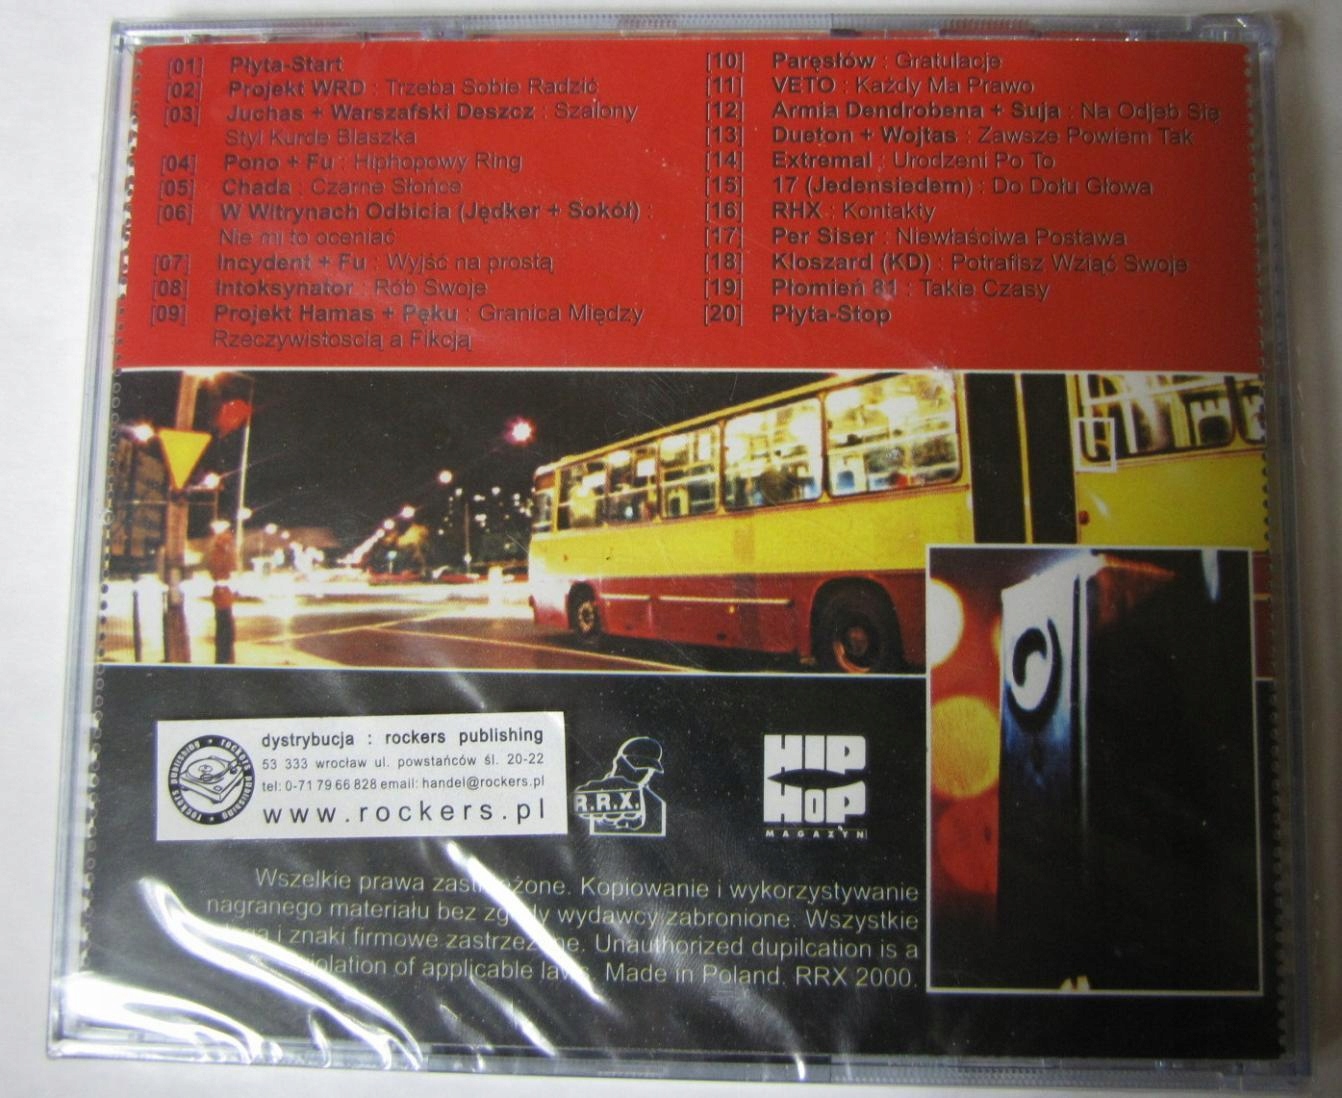 [01] Płyta-Start
[02] Projekt WRD : Trzeba Sobie Radzić
[03] Juchas + Warszafski Deszcz : Szalony
Styl Kurde Blaszka
[04] Pono + Fu : Hiphopowy Ring
[05] Chada : Czarne Słońce
[06] W Witrynach Odbicia (Jędker + Sokół) :
Nie mi to oceniać
[07] Incydent + Fu : Wyjść na prostą
[08] Intoksynator : Rób Swoje
[09] Projekt Hamas + Pęku : Granica Między
Rzeczywistoscią a Fikcją
[10] Paręsłów : Gratulacje
[11] VETO : Każdy Ma Prawo
[12] Armia Dendrobena + Suja : Na Odjeb Się
[13] Dueton + Wojtas : Zawsze Powiem Tak
[14] Extremal : Urodzeni Po To
[15] 17 (Jedensiedem) : Do Dołu Głowa
[16] RHX : Kontakty
[17] Per Siser : Niewłaściwa Postawa
[18] Kloszard (KD) : Potrafisz Wziąć Swoje
[19] Płomień 81 : Takie Czasy
[20] Płyta-Stop
rockers publishing • rockers publishing •
dystrybucja : rockers publishing
53 333 wrocław ul. powstańców śl. 20-22
tel: 0-71 79 66 828 email: handel@rockers.pl
www.rockers.pl
R.R.X.
HIP
HOP
MAGAZYN
Wszelkie prawa zastrzeżone. Kopiowanie i wykorzystywanie
nagranego materiału bez zgody wydawcy zabronione. Wszystkie
i znaki firmowe zastrzeżone. Unauthorized dupilcation is a
violation of applicable laws. Made in Poland. RRX 2000.